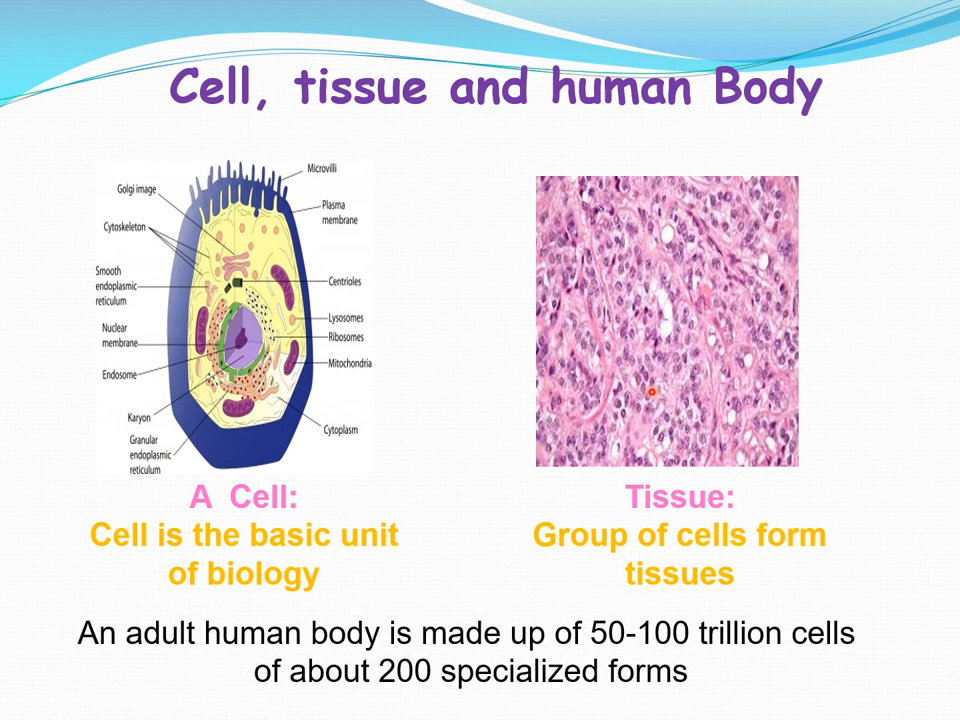 Cell, tissue and human Body
Microvilli
Golgi image
Plasma
membrane
Cytoskeleton
Smooth
endoplasmic
reticulum
Centrioles
Lysosomes
Nuclear
membrane
Ribosomes
Mitochondria
Endosome
Karyon
Cytoplasm
Granular
endoplasmic
reticulum
A Cell:
Cell is the basic unit
of biology
Tissue:
Group of cells form
tissues
An adult human body is made up of 50-100 trillion cells
of about 200 specialized forms